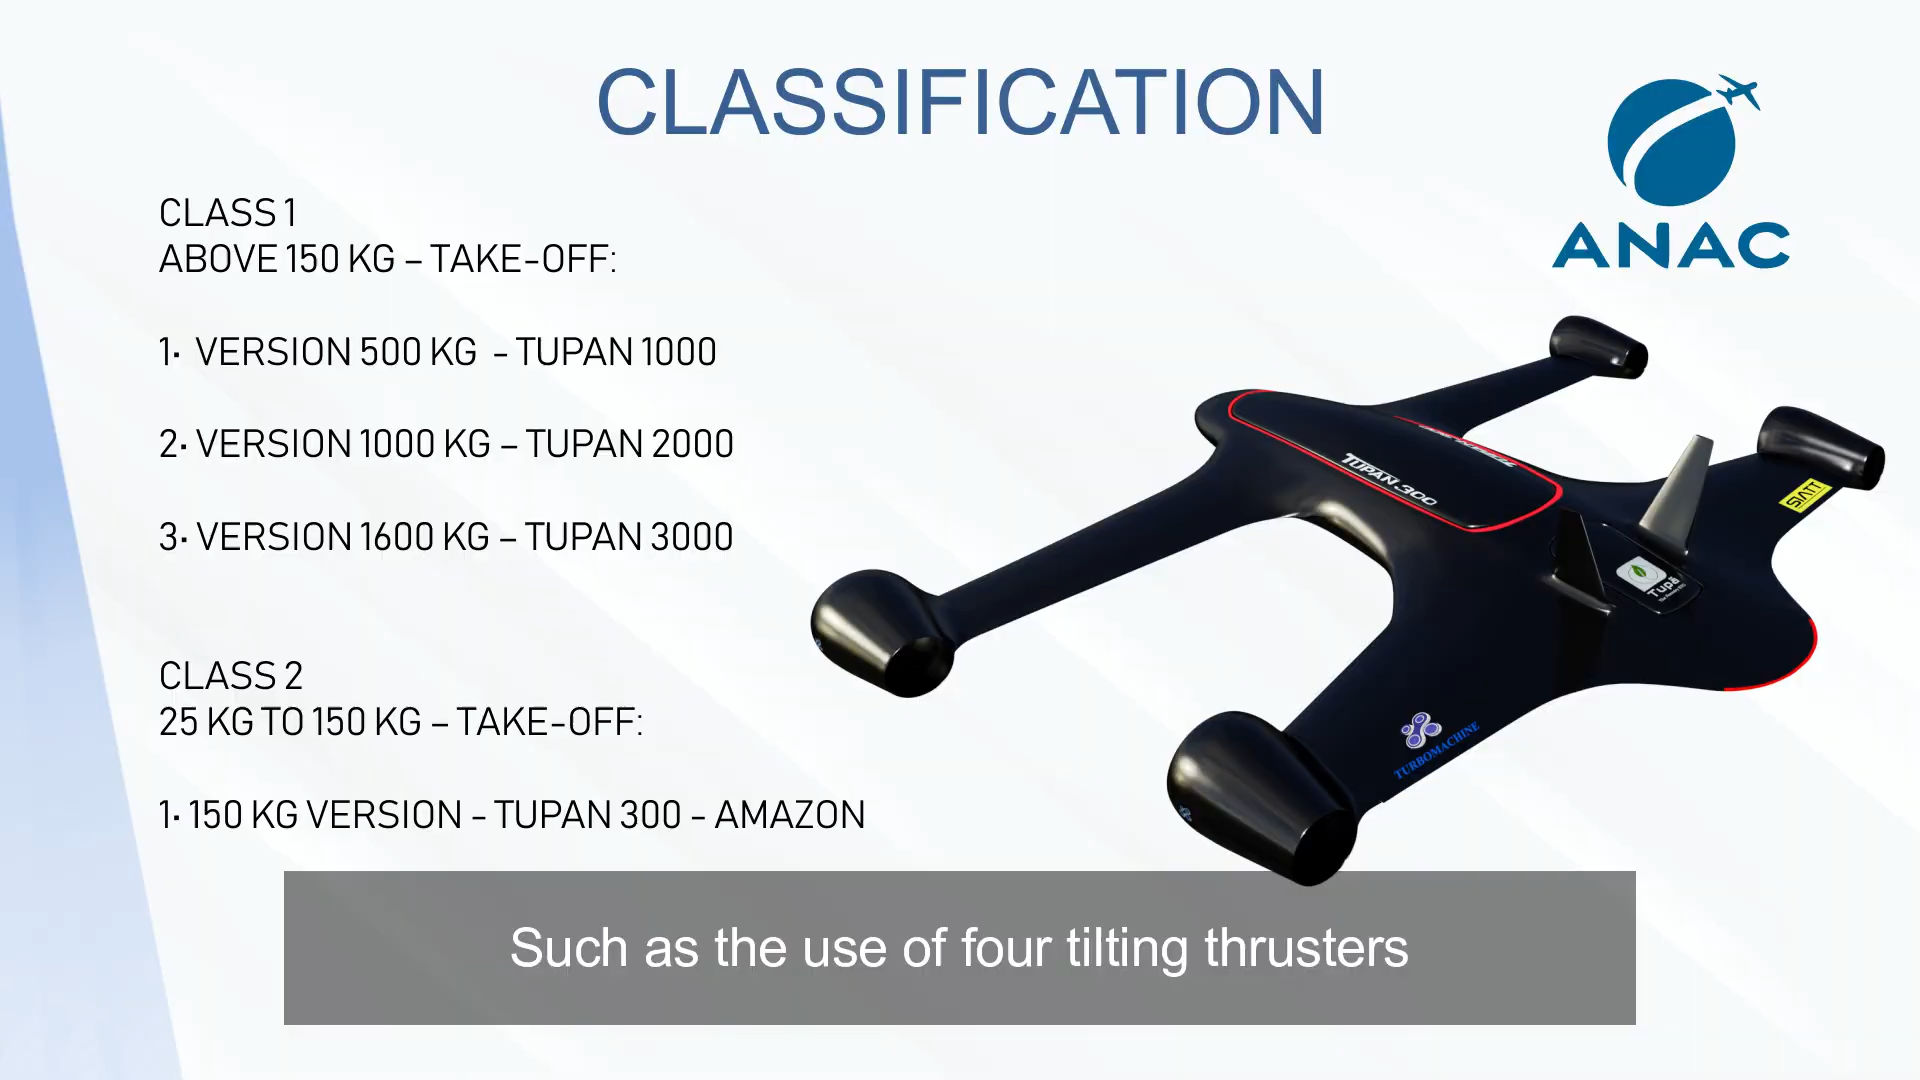 CLASSIFICATION
ANAC
CLASS 1
ABOVE 150 KG – TAKE-OFF:
1. VERSION 500 KG - TUPAN 1000
2. VERSION 1000 KG – TUPAN 2000
3. VERSION 1600 KG – TUPAN 3000
CLASS 2
25 KG TO 150 KG – TAKE-OFF:
1. 150 KG VERSION - TUPAN 300 - AMAZON
TUPAN 300
SIATT
Tupã
TURBOMACHINE
Such as the use of four tilting thrusters